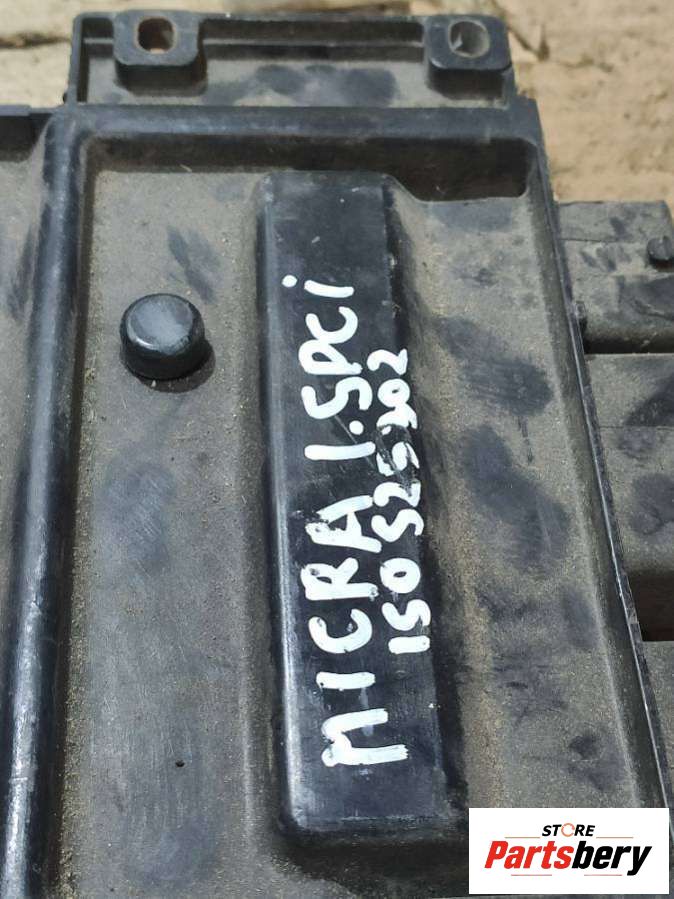 MICRA 1.5DCi
150525302
STORE
Partsbery